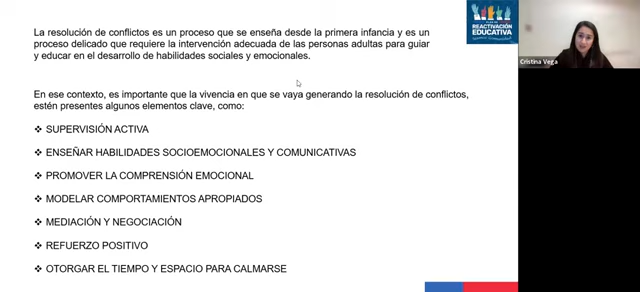 La resolución de conflictos es un proceso que se enseña desde la primera infancia y es un
proceso delicado que requiere la intervención adecuada de las personas adultas para guiar
y educar en el desarrollo de habilidades sociales y emocionales.
En ese contexto, es importante que la vivencia en que se vaya generando la resolución de conflictos,
estén presentes algunos elementos clave, como:
❖ SUPERVISIÓN ACTIVA
❖ ENSEÑAR HABILIDADES SOCIOEMOCIONALES Y COMUNICATIVAS
❖ PROMOVER LA COMPRENSIÓN EMOCIONAL
❖ MODELAR COMPORTAMIENTOS APROPIADOS
❖ MEDIACIÓN Y NEGOCIACIÓN
❖ REFUERZO POSITIVO
❖ OTORGAR EL TIEMPO Y ESPACIO PARA CALMARSE
REACTIVACIÓN
EDUCATIVA
Cristina Vega